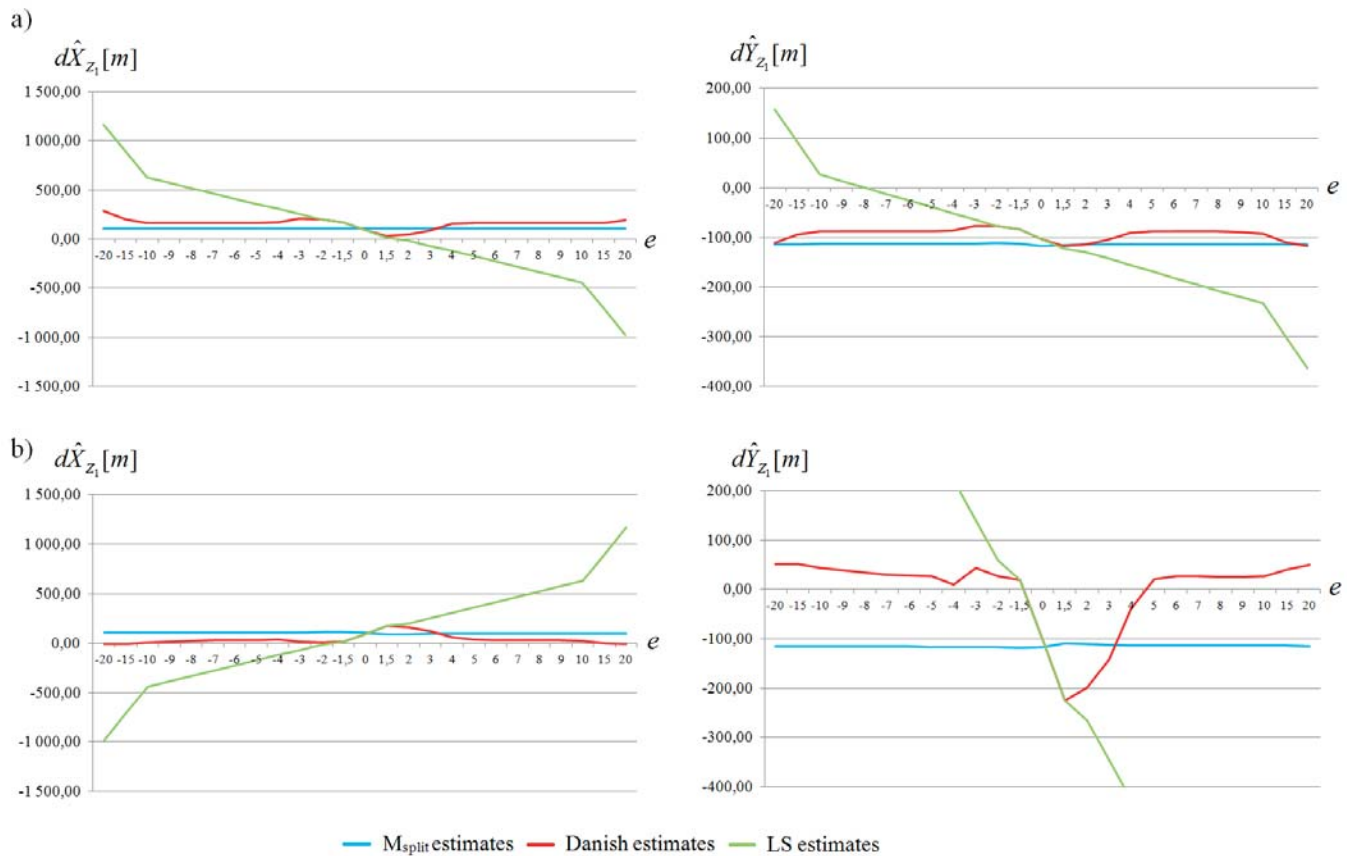 a)
dX̂Z₁[m]
1 500,00
1 000,00
500,00
0,00
-500,00
-1 000,00
-1 500,00
-20 -15 -10 -9 -8 -7 -6 -5 -4 -3 -2 -1,5 0 1,5 2 3 4 5 6 7 8 9 10 15 20
e
dŶZ₁[m]
200,00
100,00
0,00
-100,00
-200,00
-300,00
-400,00
-20 -15 -10 -9 -8 -7 -6 -5 -4 -3 -2 -1,5 0 1,5 2 3 4 5 6 7 8 9 10 15 20
e
b)
dX̂Z₁[m]
1 500,00
1 000,00
500,00
0,00
-500,00
-1 000,00
-1 500,00
-20 -15 -10 -9 -8 -7 -6 -5 -4 -3 -2 -1,5 0 1,5 2 3 4 5 6 7 8 9 10 15 20
e
dŶZ₁[m]
200,00
100,00
0,00
-100,00
-200,00
-300,00
-400,00
-20 -15 -10 -9 -8 -7 -6 -5 -4 -3 -2 -1,5 0 1,5 2 3 4 5 6 7 8 9 10 15 20
e
Msplit estimates Danish estimates LS estimates